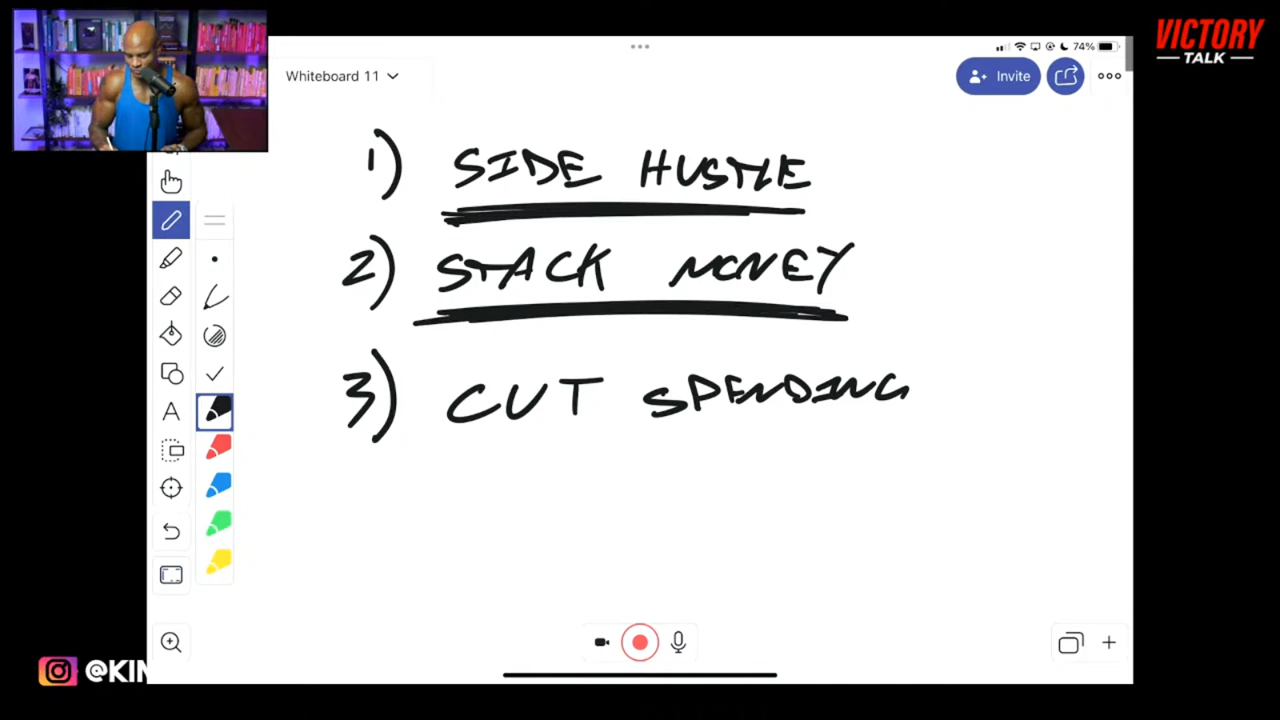 VICTORY
TALK
Whiteboard 11
74%
Invite
1) SIDE HUSTLE
2) STACK MONEY
3) CUT SPENDING
A
@KIN